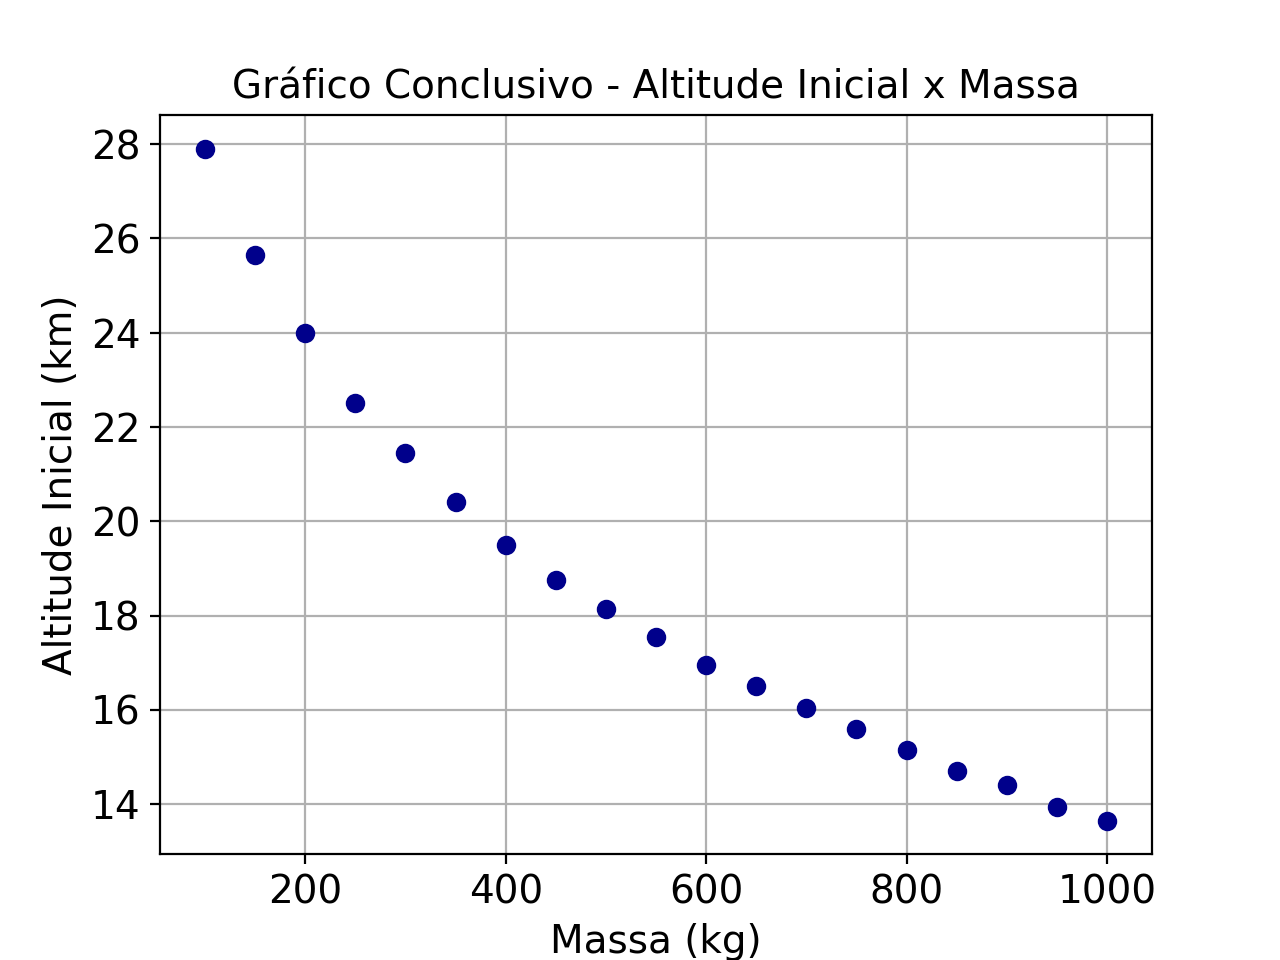 Gráfico Conclusivo - Altitude Inicial x Massa
28
26
24
22
20
18
16
14
Altitude Inicial (km)
200 400 600 800 1000
Massa (kg)